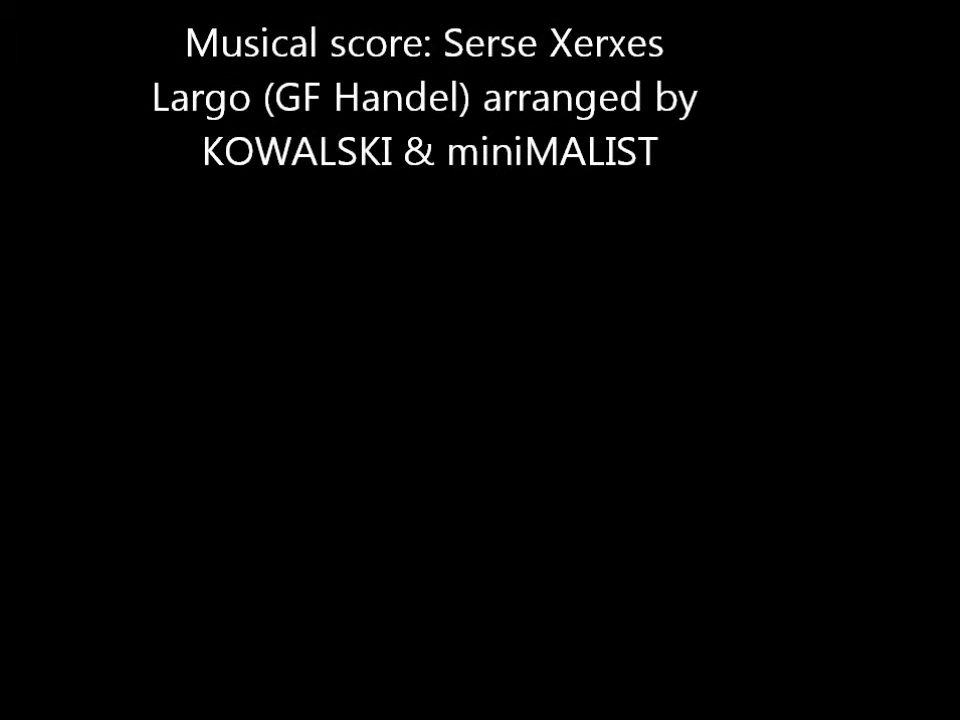 Musical score: Serse Xerxes
Largo (GF Handel) arranged by
KOWALSKI & miniMALIST